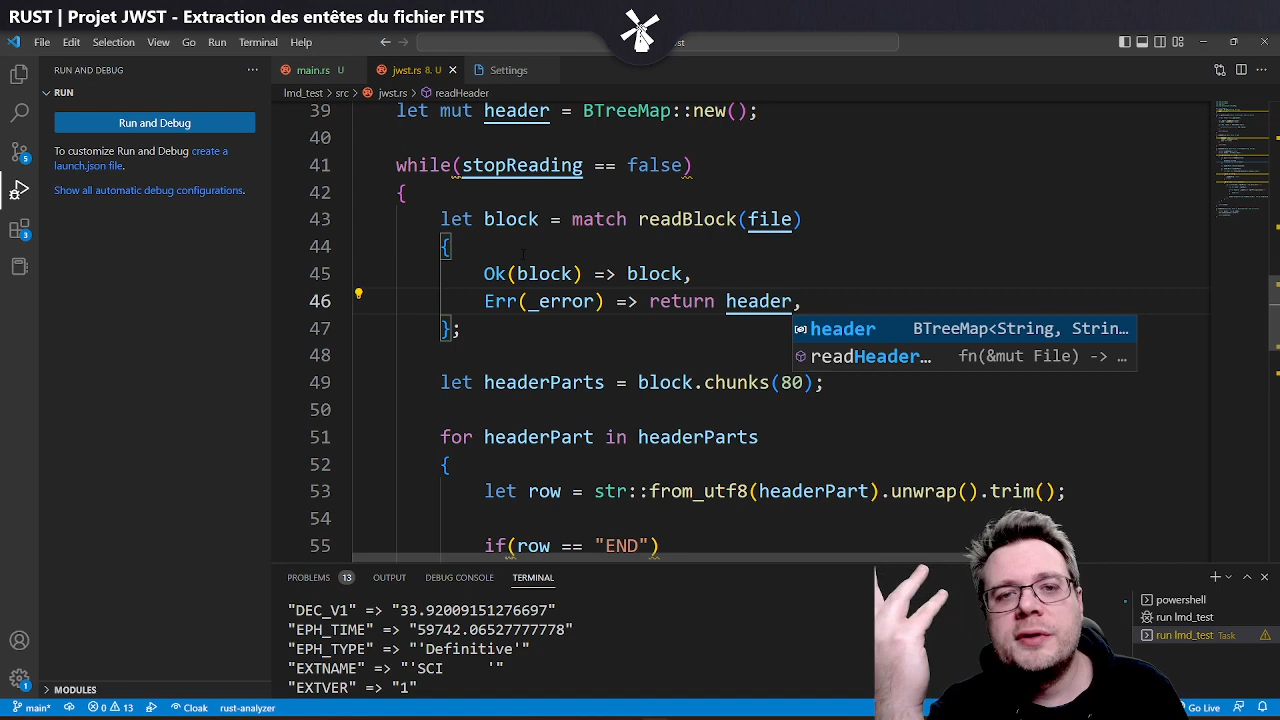 RUST | Projet JWST - Extraction des entêtes du fichier FITS
File Edit Selection View Go Run Terminal Help
RUN AND DEBUG
main.rs U
jwst.rs 8, U
Settings
RUN
lmd_test > src > jwst.rs > readHeader
Run and Debug
To customize Run and Debug create a
launch.json file.
Show all automatic debug configurations.
39 let mut header = BTreeMap::new();
40
41 while(stopReading == false)
42 {
43 let block = match readBlock(file)
44 {
45 Ok(block) => block,
46 Err(_error) => return header,
47 };
header BTreeMap<String, Strin…
readHeader… fn(&mut File) -> …
48
49 let headerParts = block.chunks(80);
50
51 for headerPart in headerParts
52 {
53 let row = str::from_utf8(headerPart).unwrap().trim();
54
55 if(row == "END")
5
3
1
PROBLEMS 13 OUTPUT DEBUG CONSOLE TERMINAL
"DEC_V1" => "33.92009151276697"
"EPH_TIME" => "59742.06527777778"
"EPH_TYPE" => "'Definitive'"
"EXTNAME" => "'SCI     '"
"EXTVER" => "1"
powershell
run lmd_test
run lmd_test Task
MODULES
main* 0 13 Cloak rust-analyzer
Go Live